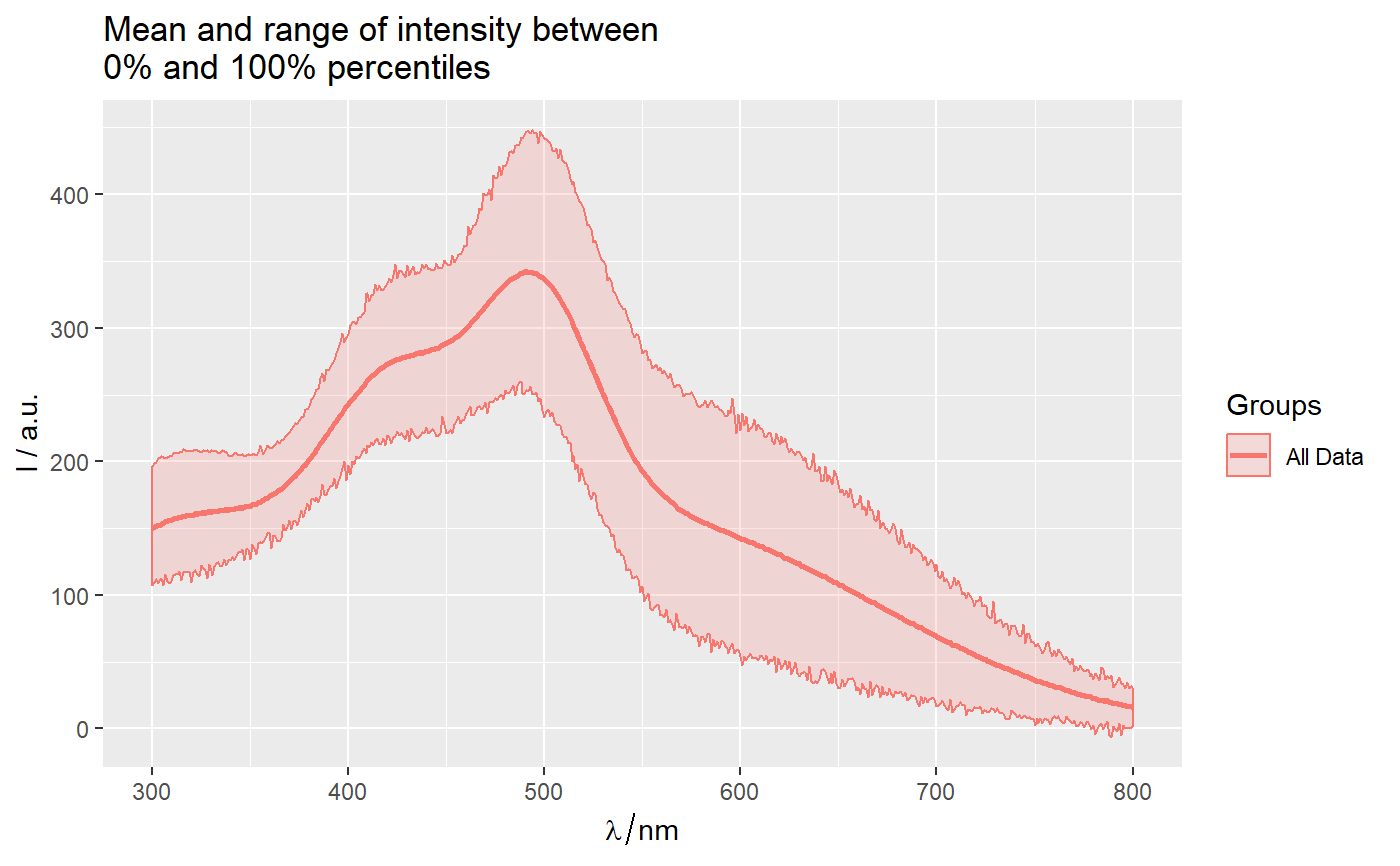 Mean and range of intensity between
0% and 100% percentiles
400
300
200
100
0
I / a.u.
300 400 500 600 700 800
λ/nm
Groups
All Data